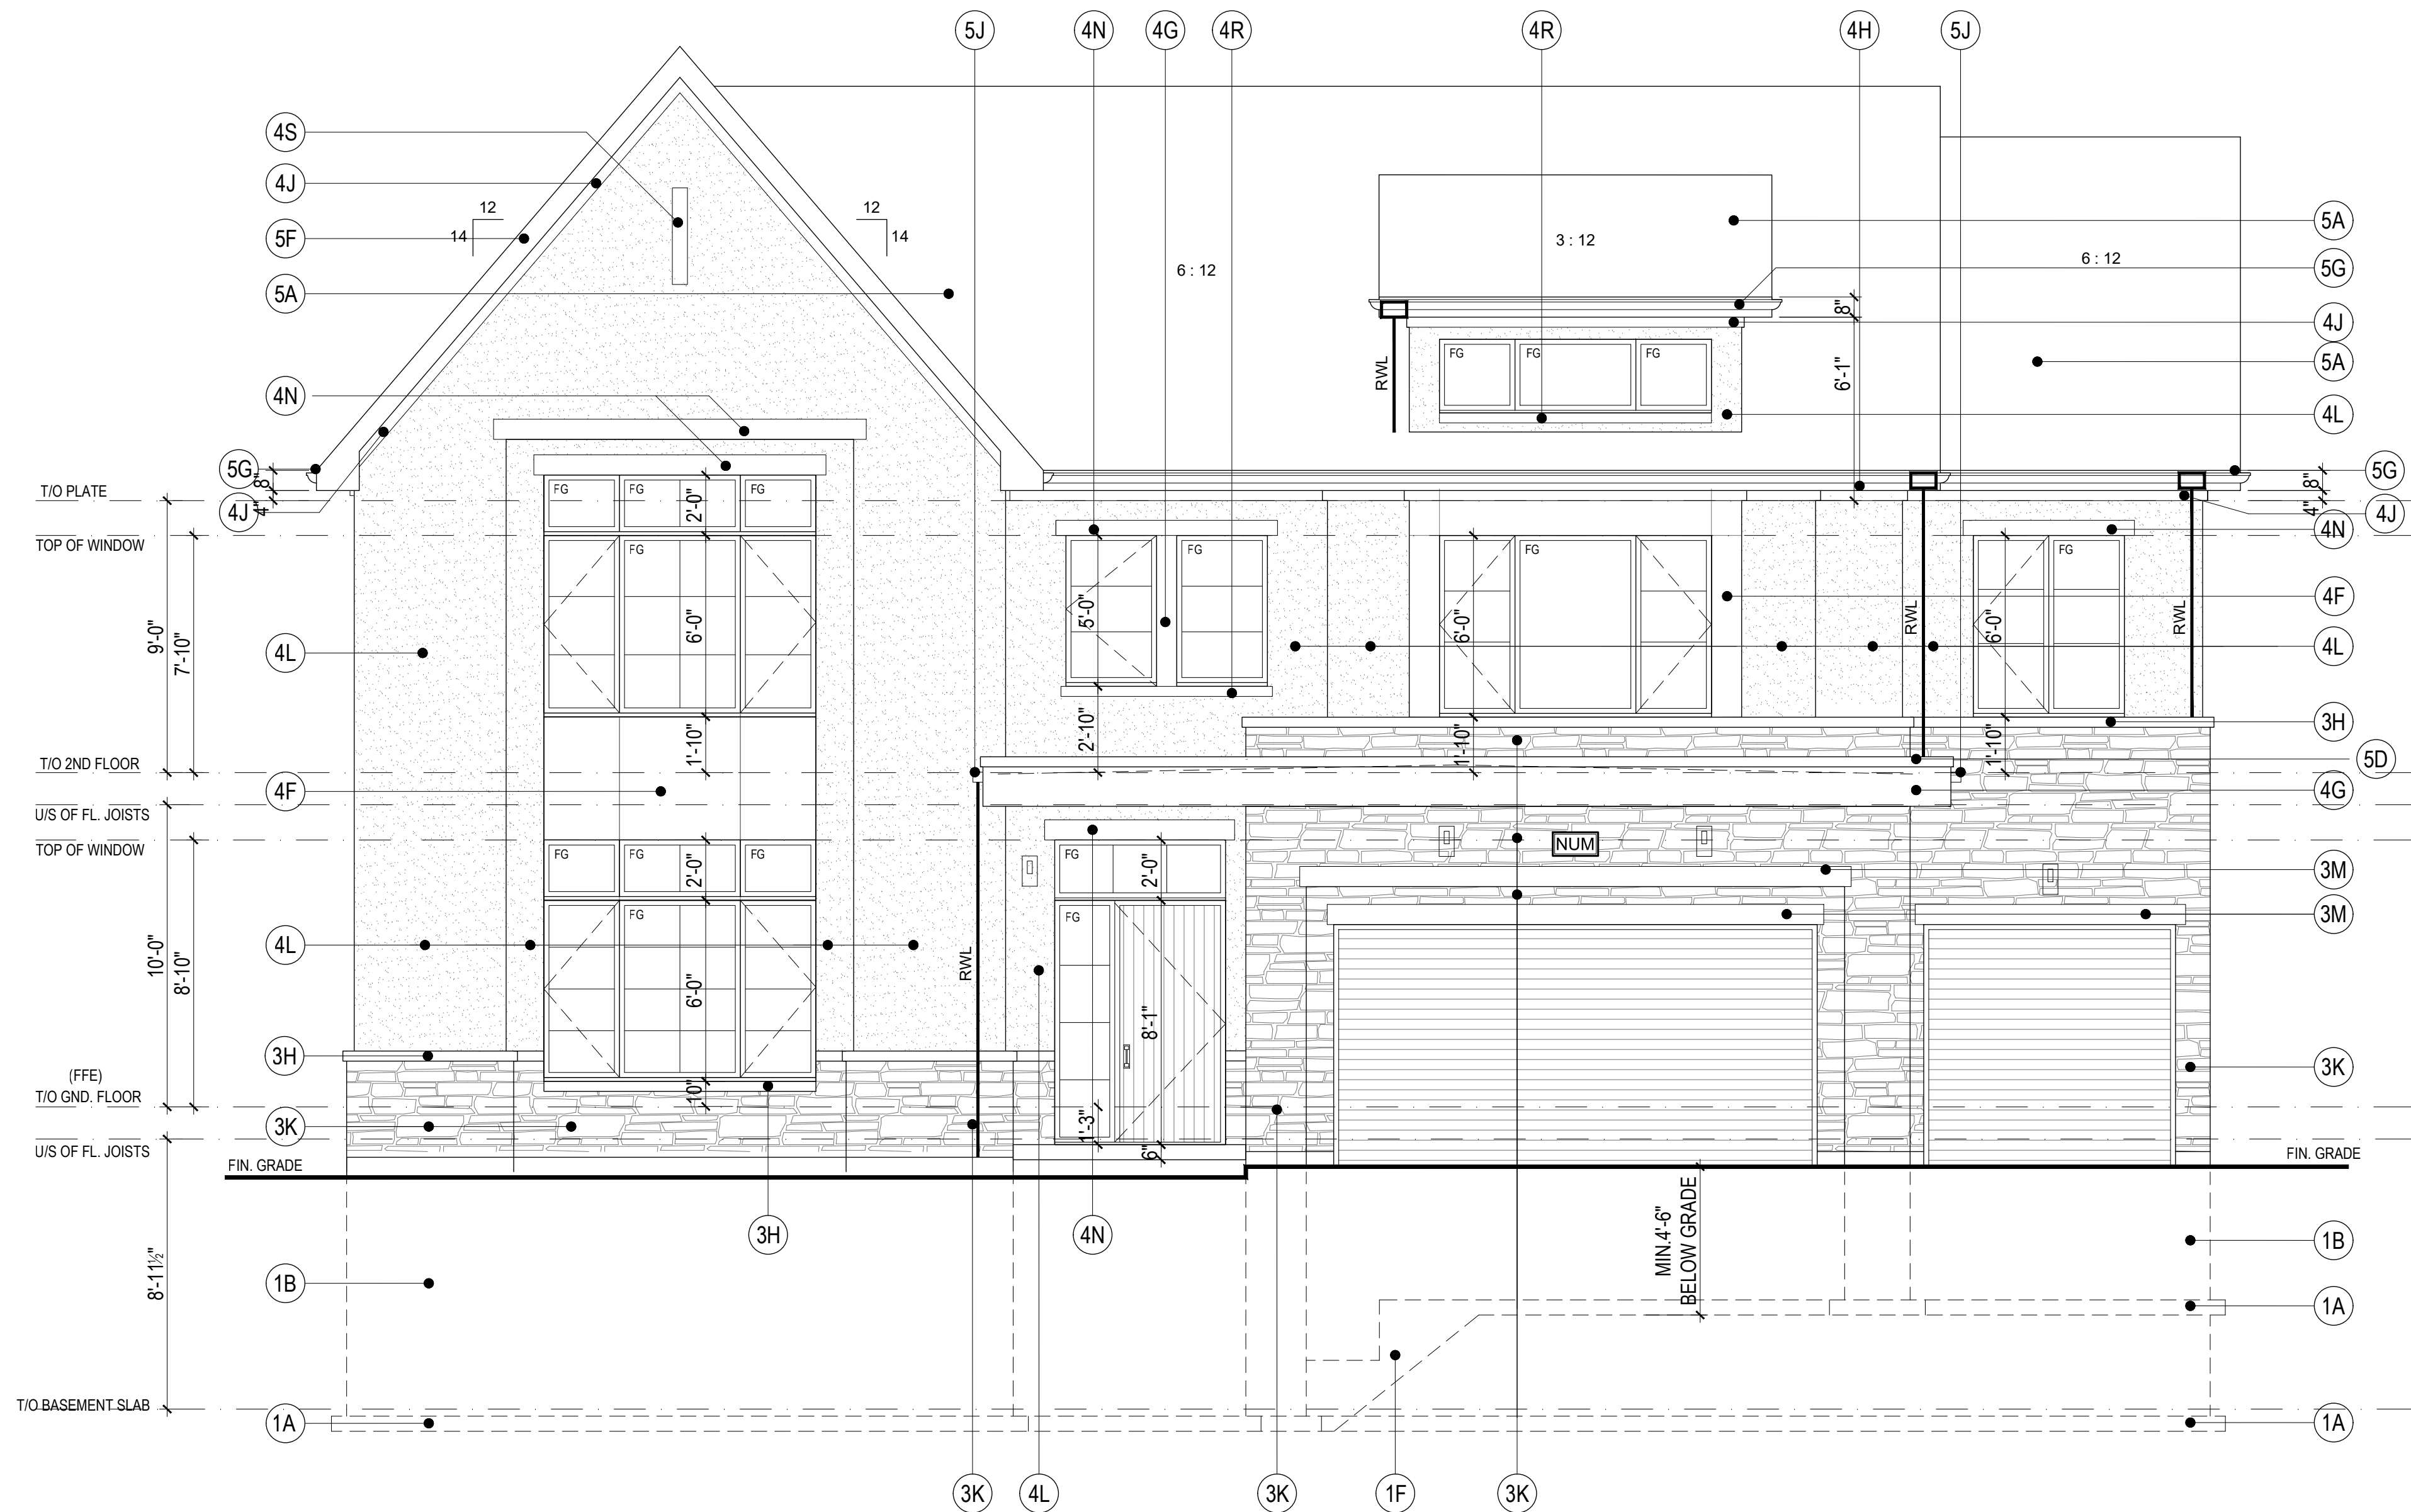 5J
4N
4G
4R
4R
4H
5J
4S
4J
5F
5A
4N
5G
8"
4"
4J
12
14
12
14
6 : 12
3 : 12
6 : 12
5A
5G
4J
5A
4L
8"
6'-1"
RWL
FG
FG
FG
5G
8"
4"
4J
4N
T/O PLATE
TOP OF WINDOW
9'-0"
7'-10"
4L
T/O 2ND FLOOR
4F
U/S OF FL. JOISTS
TOP OF WINDOW
10'-0"
8'-10"
4L
3H
(FFE)
T/O GND. FLOOR
3K
U/S OF FL. JOISTS
FIN. GRADE
8'-11½"
1B
T/O BASEMENT SLAB
1A
FG
FG
FG
2'-0"
FG
6'-0"
1'-10"
FG
FG
FG
2'-0"
FG
6'-0"
10"
3H
FG
5'-0"
2'-10"
FG
6'-0"
1'-10"
RWL
FG
6'-0"
1'-10"
RWL
4F
4L
3H
5D
4G
NUM
3M
3M
3K
RWL
FG
2'-0"
FG
8'-1"
1'-3"
6"
4N
FIN. GRADE
MIN.4'-6"
BELOW GRADE
1B
1A
1A
3K
4L
3K
1F
3K